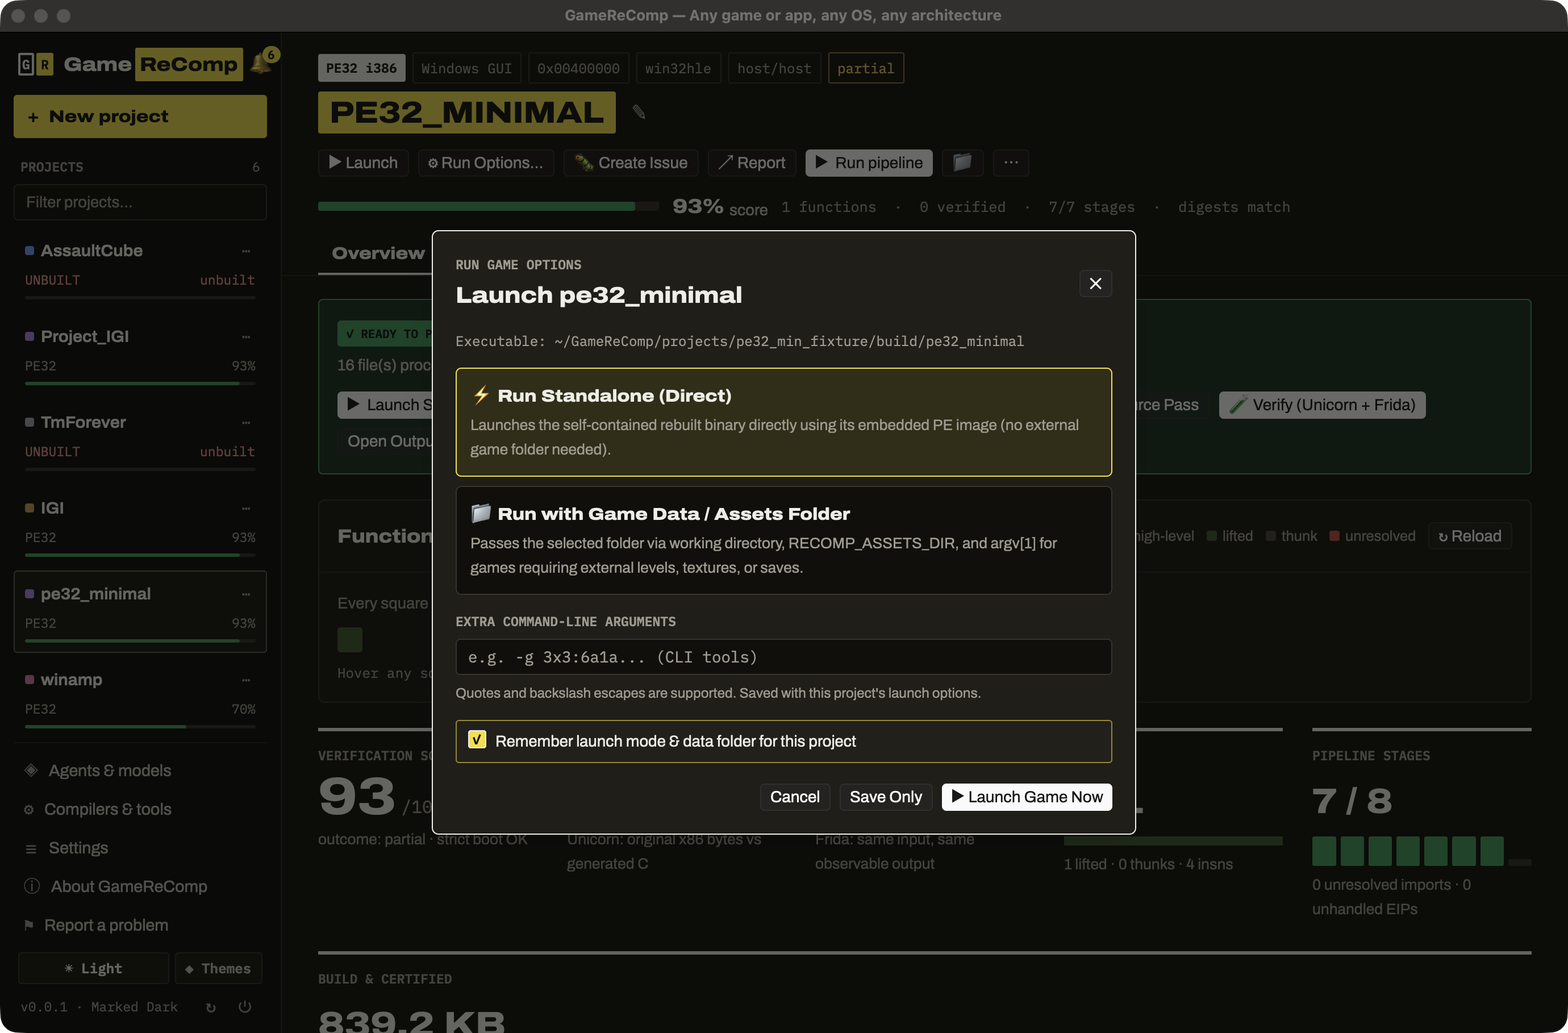 GameReComp — Any game or app, any OS, any architecture
GR Game ReComp 6
+ New project
PROJECTS 6
Filter projects...
AssaultCube ...
UNBUILT unbuilt
Project_IGI ...
PE32 93%
TmForever ...
UNBUILT unbuilt
IGI ...
PE32 93%
pe32_minimal ...
PE32 93%
winamp ...
PE32 70%
Agents & models
Compilers & tools
Settings
About GameReComp
Report a problem
Light Themes
v0.0.1 · Marked Dark
PE32 i386 Windows GUI 0x00400000 win32hle host/host partial
PE32_MINIMAL
Launch Run Options... Create Issue Report Run pipeline ...
93% score 1 functions · 0 verified · 7/7 stages · digests match
Overview
✓ READY TO P
16 file(s) proc
Launch S
rce Pass Verify (Unicorn + Frida)
Open Outpu
Function
igh-level lifted thunk unresolved Reload
Every square
Hover any s
RUN GAME OPTIONS
Launch pe32_minimal
Executable: ~/GameReComp/projects/pe32_min_fixture/build/pe32_minimal
Run Standalone (Direct)
Launches the self-contained rebuilt binary directly using its embedded PE image (no external
game folder needed).
Run with Game Data / Assets Folder
Passes the selected folder via working directory, RECOMP_ASSETS_DIR, and argv[1] for
games requiring external levels, textures, or saves.
EXTRA COMMAND-LINE ARGUMENTS
e.g. -g 3x3:6a1a... (CLI tools)
Quotes and backslash escapes are supported. Saved with this project's launch options.
Remember launch mode & data folder for this project
Cancel Save Only Launch Game Now
VERIFICATION SC
93 /10
outcome: partial · strict boot OK
Unicorn: original x86 bytes vs
generated C
Frida: same input, same
observable output
1 lifted · 0 thunks · 4 insns
PIPELINE STAGES
7 / 8
0 unresolved imports · 0
unhandled EIPs
BUILD & CERTIFIED
839.2 KB